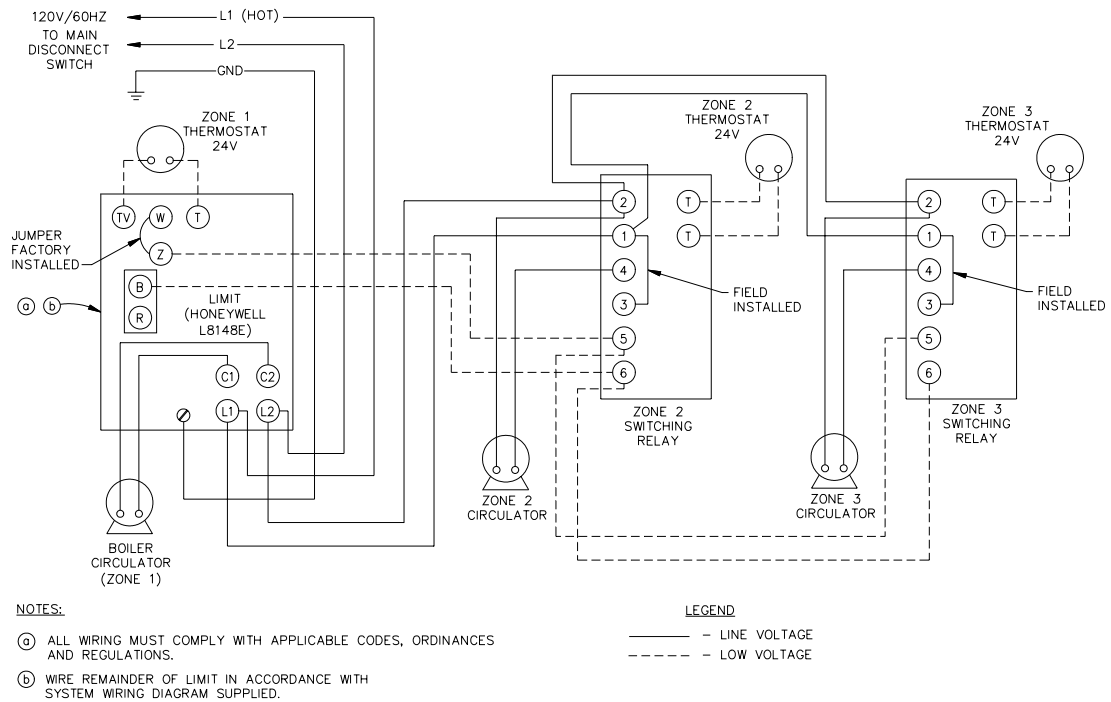 120V/60HZ
TO MAIN
DISCONNECT
SWITCH
L1 (HOT)
L2
GND
ZONE 1
THERMOSTAT
24V
TV
W
T
Z
JUMPER
FACTORY
INSTALLED
a b
B
R
LIMIT
(HONEYWELL
L8148E)
C1
C2
L1
L2
BOILER
CIRCULATOR
(ZONE 1)
ZONE 2
THERMOSTAT
24V
2
1
4
3
5
6
T
T
FIELD
INSTALLED
ZONE 2
SWITCHING
RELAY
ZONE 2
CIRCULATOR
ZONE 3
THERMOSTAT
24V
2
1
4
3
5
6
T
T
FIELD
INSTALLED
ZONE 3
SWITCHING
RELAY
ZONE 3
CIRCULATOR
NOTES:
a ALL WIRING MUST COMPLY WITH APPLICABLE CODES, ORDINANCES
AND REGULATIONS.
b WIRE REMAINDER OF LIMIT IN ACCORDANCE WITH
SYSTEM WIRING DIAGRAM SUPPLIED.
LEGEND
- LINE VOLTAGE
- LOW VOLTAGE